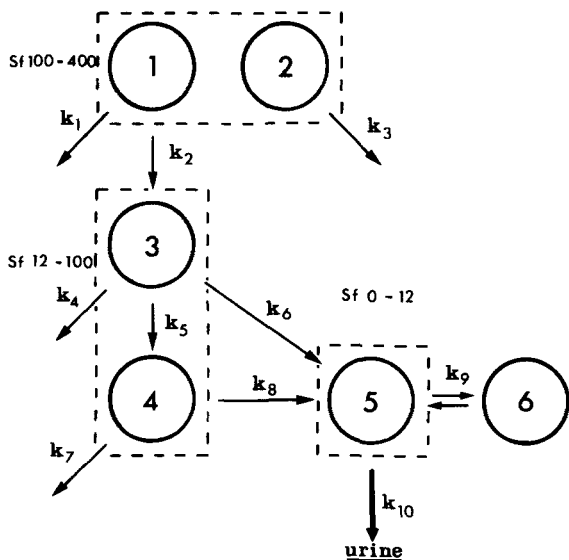 1 2
Sf 100-400
k1 k3
k2
3
Sf 12-100
Sf 0-12
k4 k5 k6
4 k8 5 k9 6
k7
k10
urine